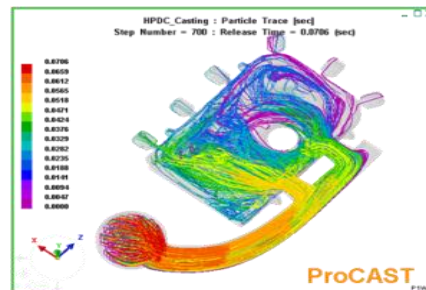 HPDC_Casting : Particle Trace [sec]
Step Number = 700 : Release Time = 0.0706 (sec)
0.0706
0.0659
0.0612
0.0565
0.0518
0.0471
0.0424
0.0376
0.0329
0.0282
0.0235
0.0188
0.0141
0.0094
0.0047
0.0000
X
Y
Z
ProCAST